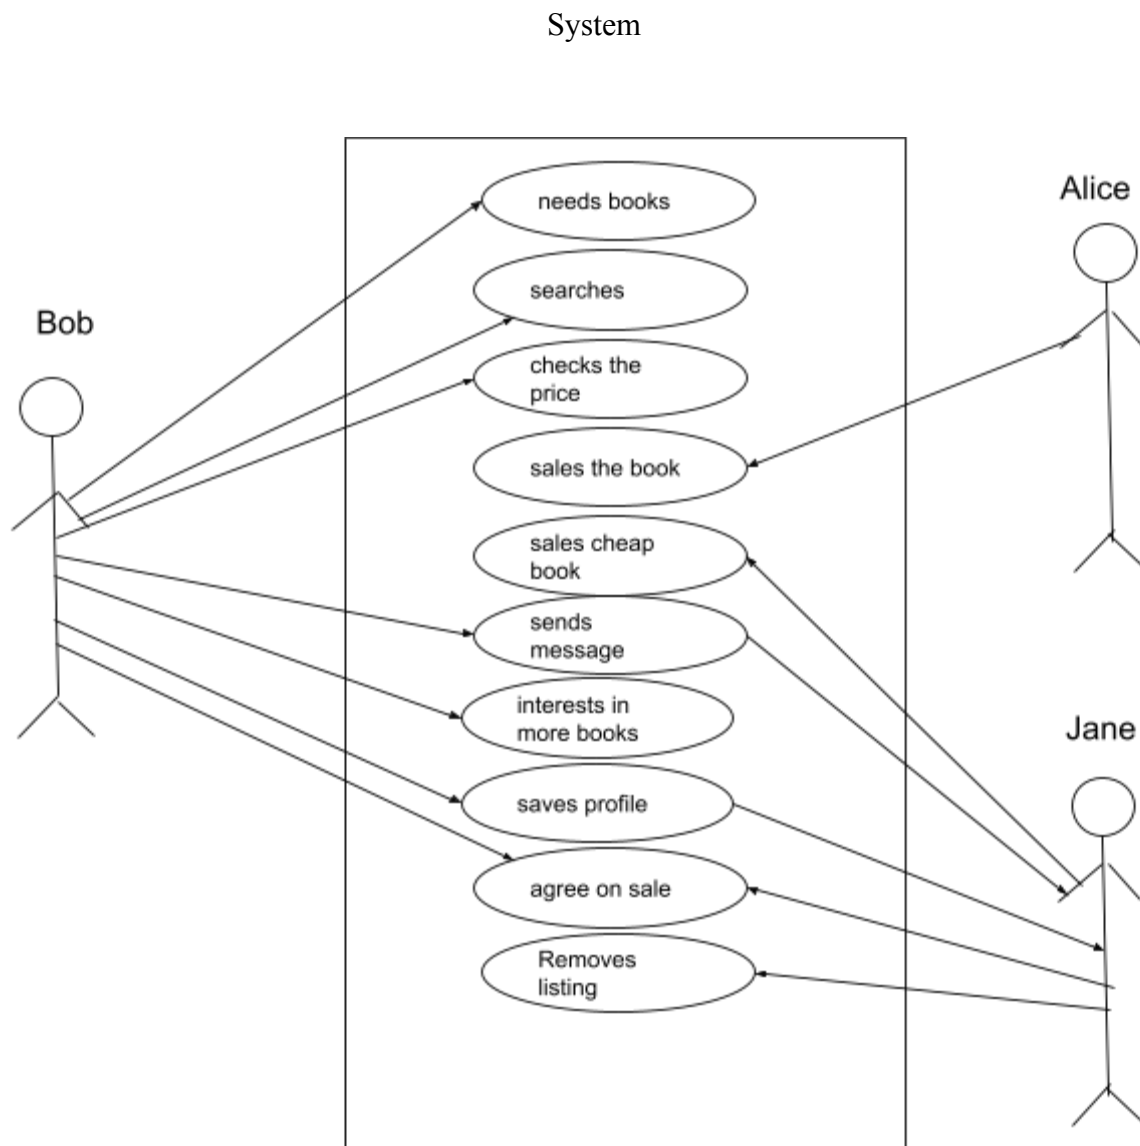 System
Alice
Bob
needs books
searches
checks the
price
sales the book
sales cheap
book
sends
message
interests in
more books
Jane
saves profile
agree on sale
Removes
listing